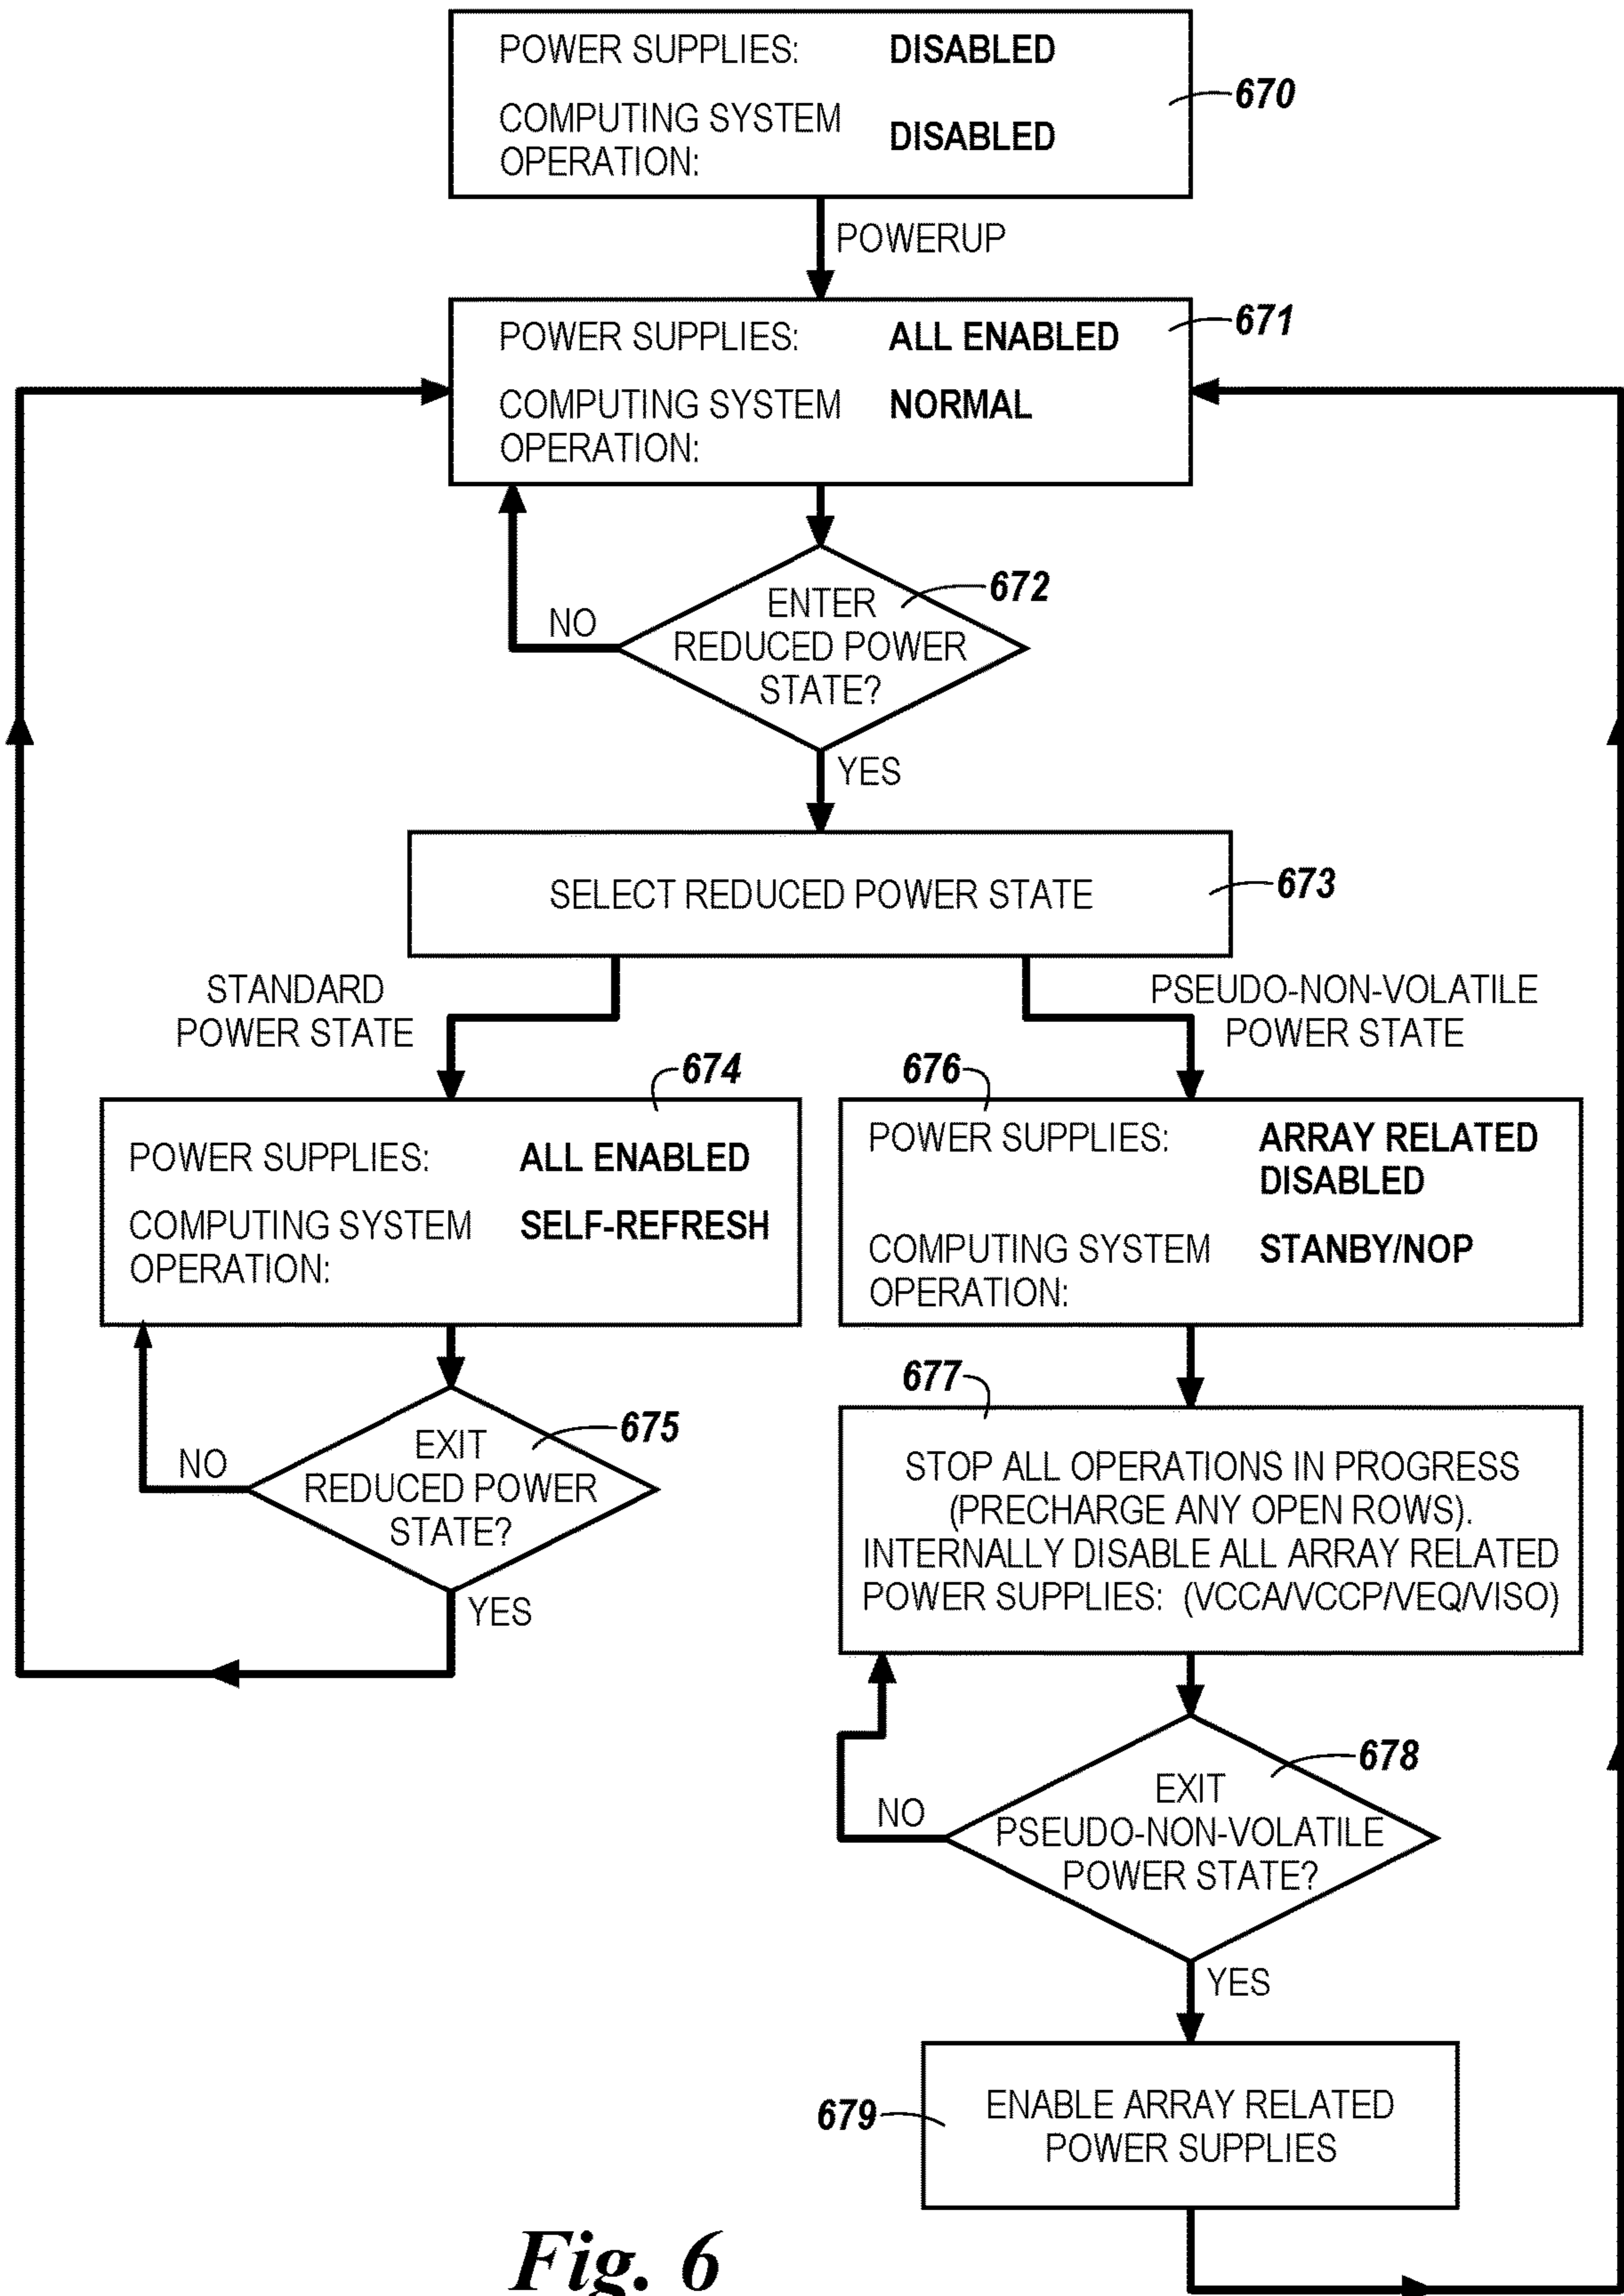 POWER SUPPLIES: DISABLED
COMPUTING SYSTEM
OPERATION: DISABLED
670
POWERUP
POWER SUPPLIES: ALL ENABLED
671
COMPUTING SYSTEM NORMAL
OPERATION:
672
ENTER
REDUCED POWER
STATE?
NO
YES
SELECT REDUCED POWER STATE
673
STANDARD
POWER STATE
PSEUDO-NON-VOLATILE
POWER STATE
674
POWER SUPPLIES: ALL ENABLED
COMPUTING SYSTEM SELF-REFRESH
OPERATION:
675
EXIT
REDUCED POWER
STATE?
NO
YES
676
POWER SUPPLIES: ARRAY RELATED
DISABLED
COMPUTING SYSTEM STANBY/NOP
OPERATION:
677
STOP ALL OPERATIONS IN PROGRESS
(PRECHARGE ANY OPEN ROWS).
INTERNALLY DISABLE ALL ARRAY RELATED
POWER SUPPLIES: (VCCA/VCCP/VEQ/VISO)
678
EXIT
PSEUDO-NON-VOLATILE
POWER STATE?
NO
YES
679
ENABLE ARRAY RELATED
POWER SUPPLIES
Fig. 6